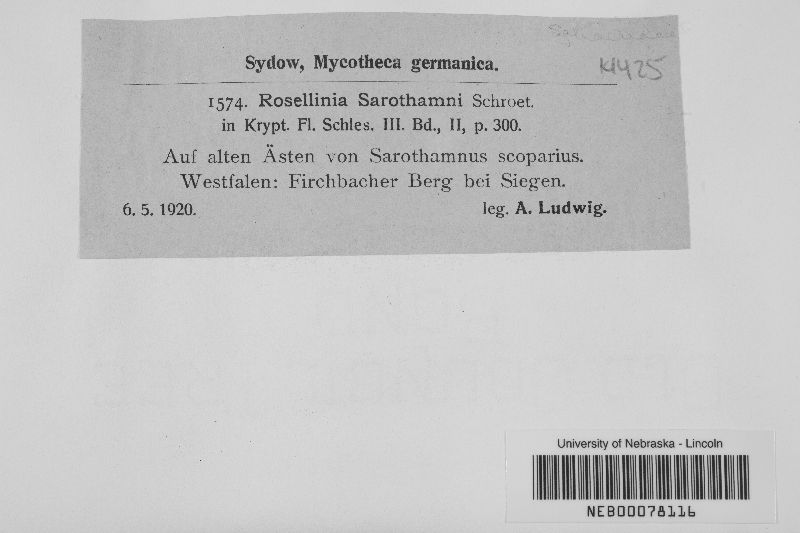 Sydow, Mycotheca germanica.
K1425
1574. Rosellinia Sarothamni Schroet.
in Krypt. Fl. Schles. III. Bd., II, p. 300.
Auf alten Ästen von Sarothamnus scoparius.
Westfalen: Firchbacher Berg bei Siegen.
6. 5. 1920. leg. A. Ludwig.
University of Nebraska - Lincoln
NEB00078116